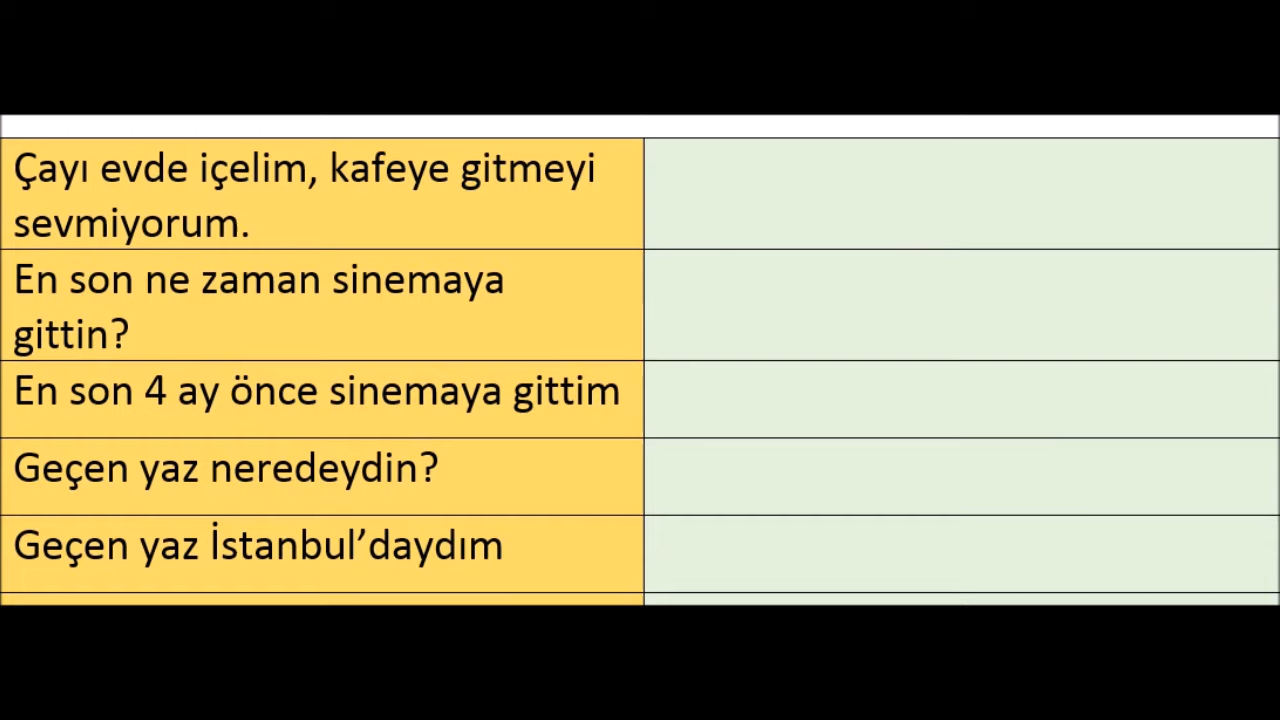 Çayı evde içelim, kafeye gitmeyi
sevmiyorum.
En son ne zaman sinemaya
gittin?
En son 4 ay önce sinemaya gittim
Geçen yaz neredeydin?
Geçen yaz İstanbul’daydım